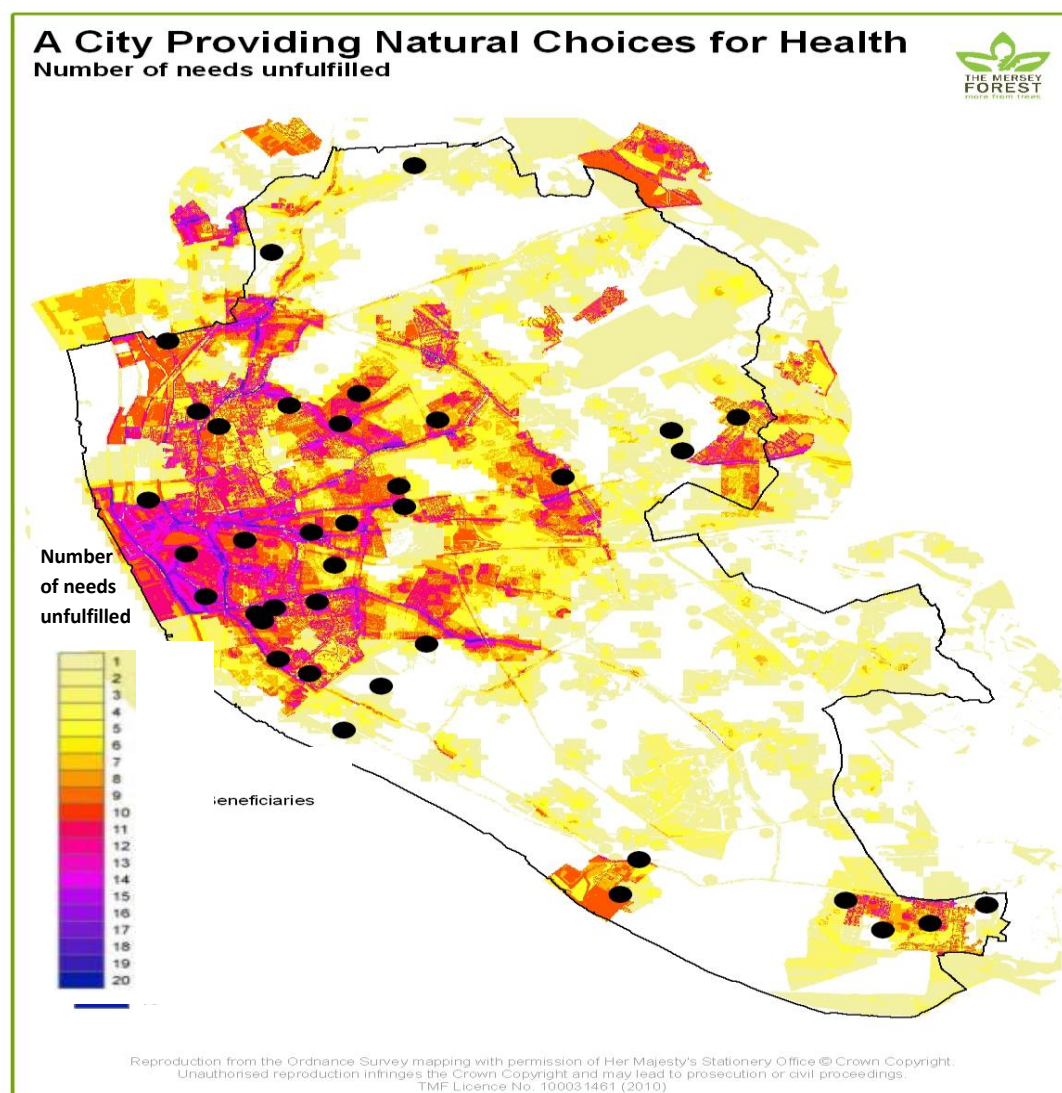 A City Providing Natural Choices for Health
Number of needs unfulfilled
THE MERSEY
FOREST
more from trees
Number
of needs
unfulfilled
1
2
3
4
5
6
7
8
9
10
11
12
13
14
15
16
17
18
19
20
eneficiaries
Reproduction from the Ordnance Survey mapping with permission of Her Majesty's Stationery Office © Crown Copyright.
Unauthorised reproduction infringes the Crown Copyright and may lead to prosecution or civil proceedings.
TMF Licence No. 100031461 (2010)